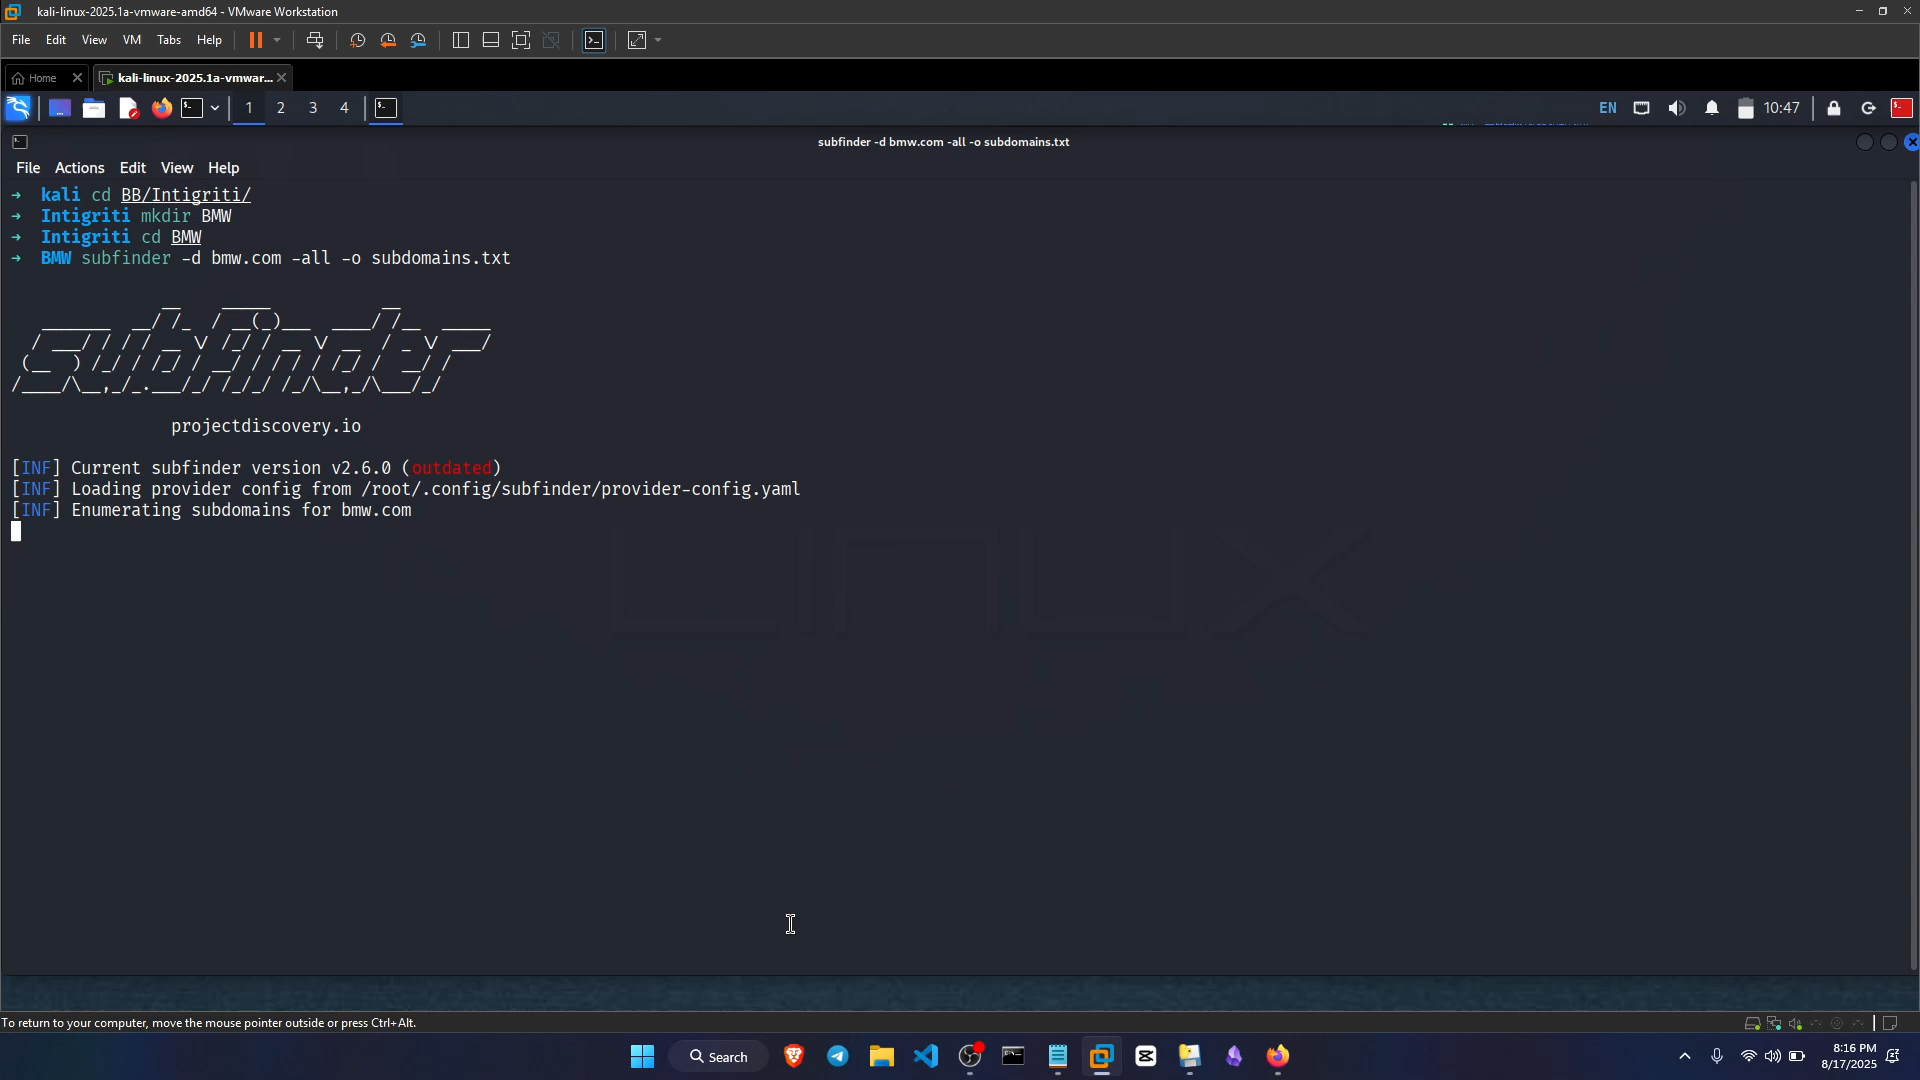 kali-linux-2025.1a-vmware-amd64 - VMware Workstation
File Edit View VM Tabs Help
Home kali-linux-2025.1a-vmwar...
1 2 3 4 EN 10:47
subfinder -d bmw.com -all -o subdomains.txt
File Actions Edit View Help
→ kali cd BB/Intigriti/
→ Intigriti mkdir BMW
→ Intigriti cd BMW
→ BMW subfinder -d bmw.com -all -o subdomains.txt
subfinder
projectdiscovery.io
[INF] Current subfinder version v2.6.0 (outdated)
[INF] Loading provider config from /root/.config/subfinder/provider-config.yaml
[INF] Enumerating subdomains for bmw.com
LINUX
To return to your computer, move the mouse pointer outside or press Ctrl+Alt.
Search
8:16 PM
8/17/2025